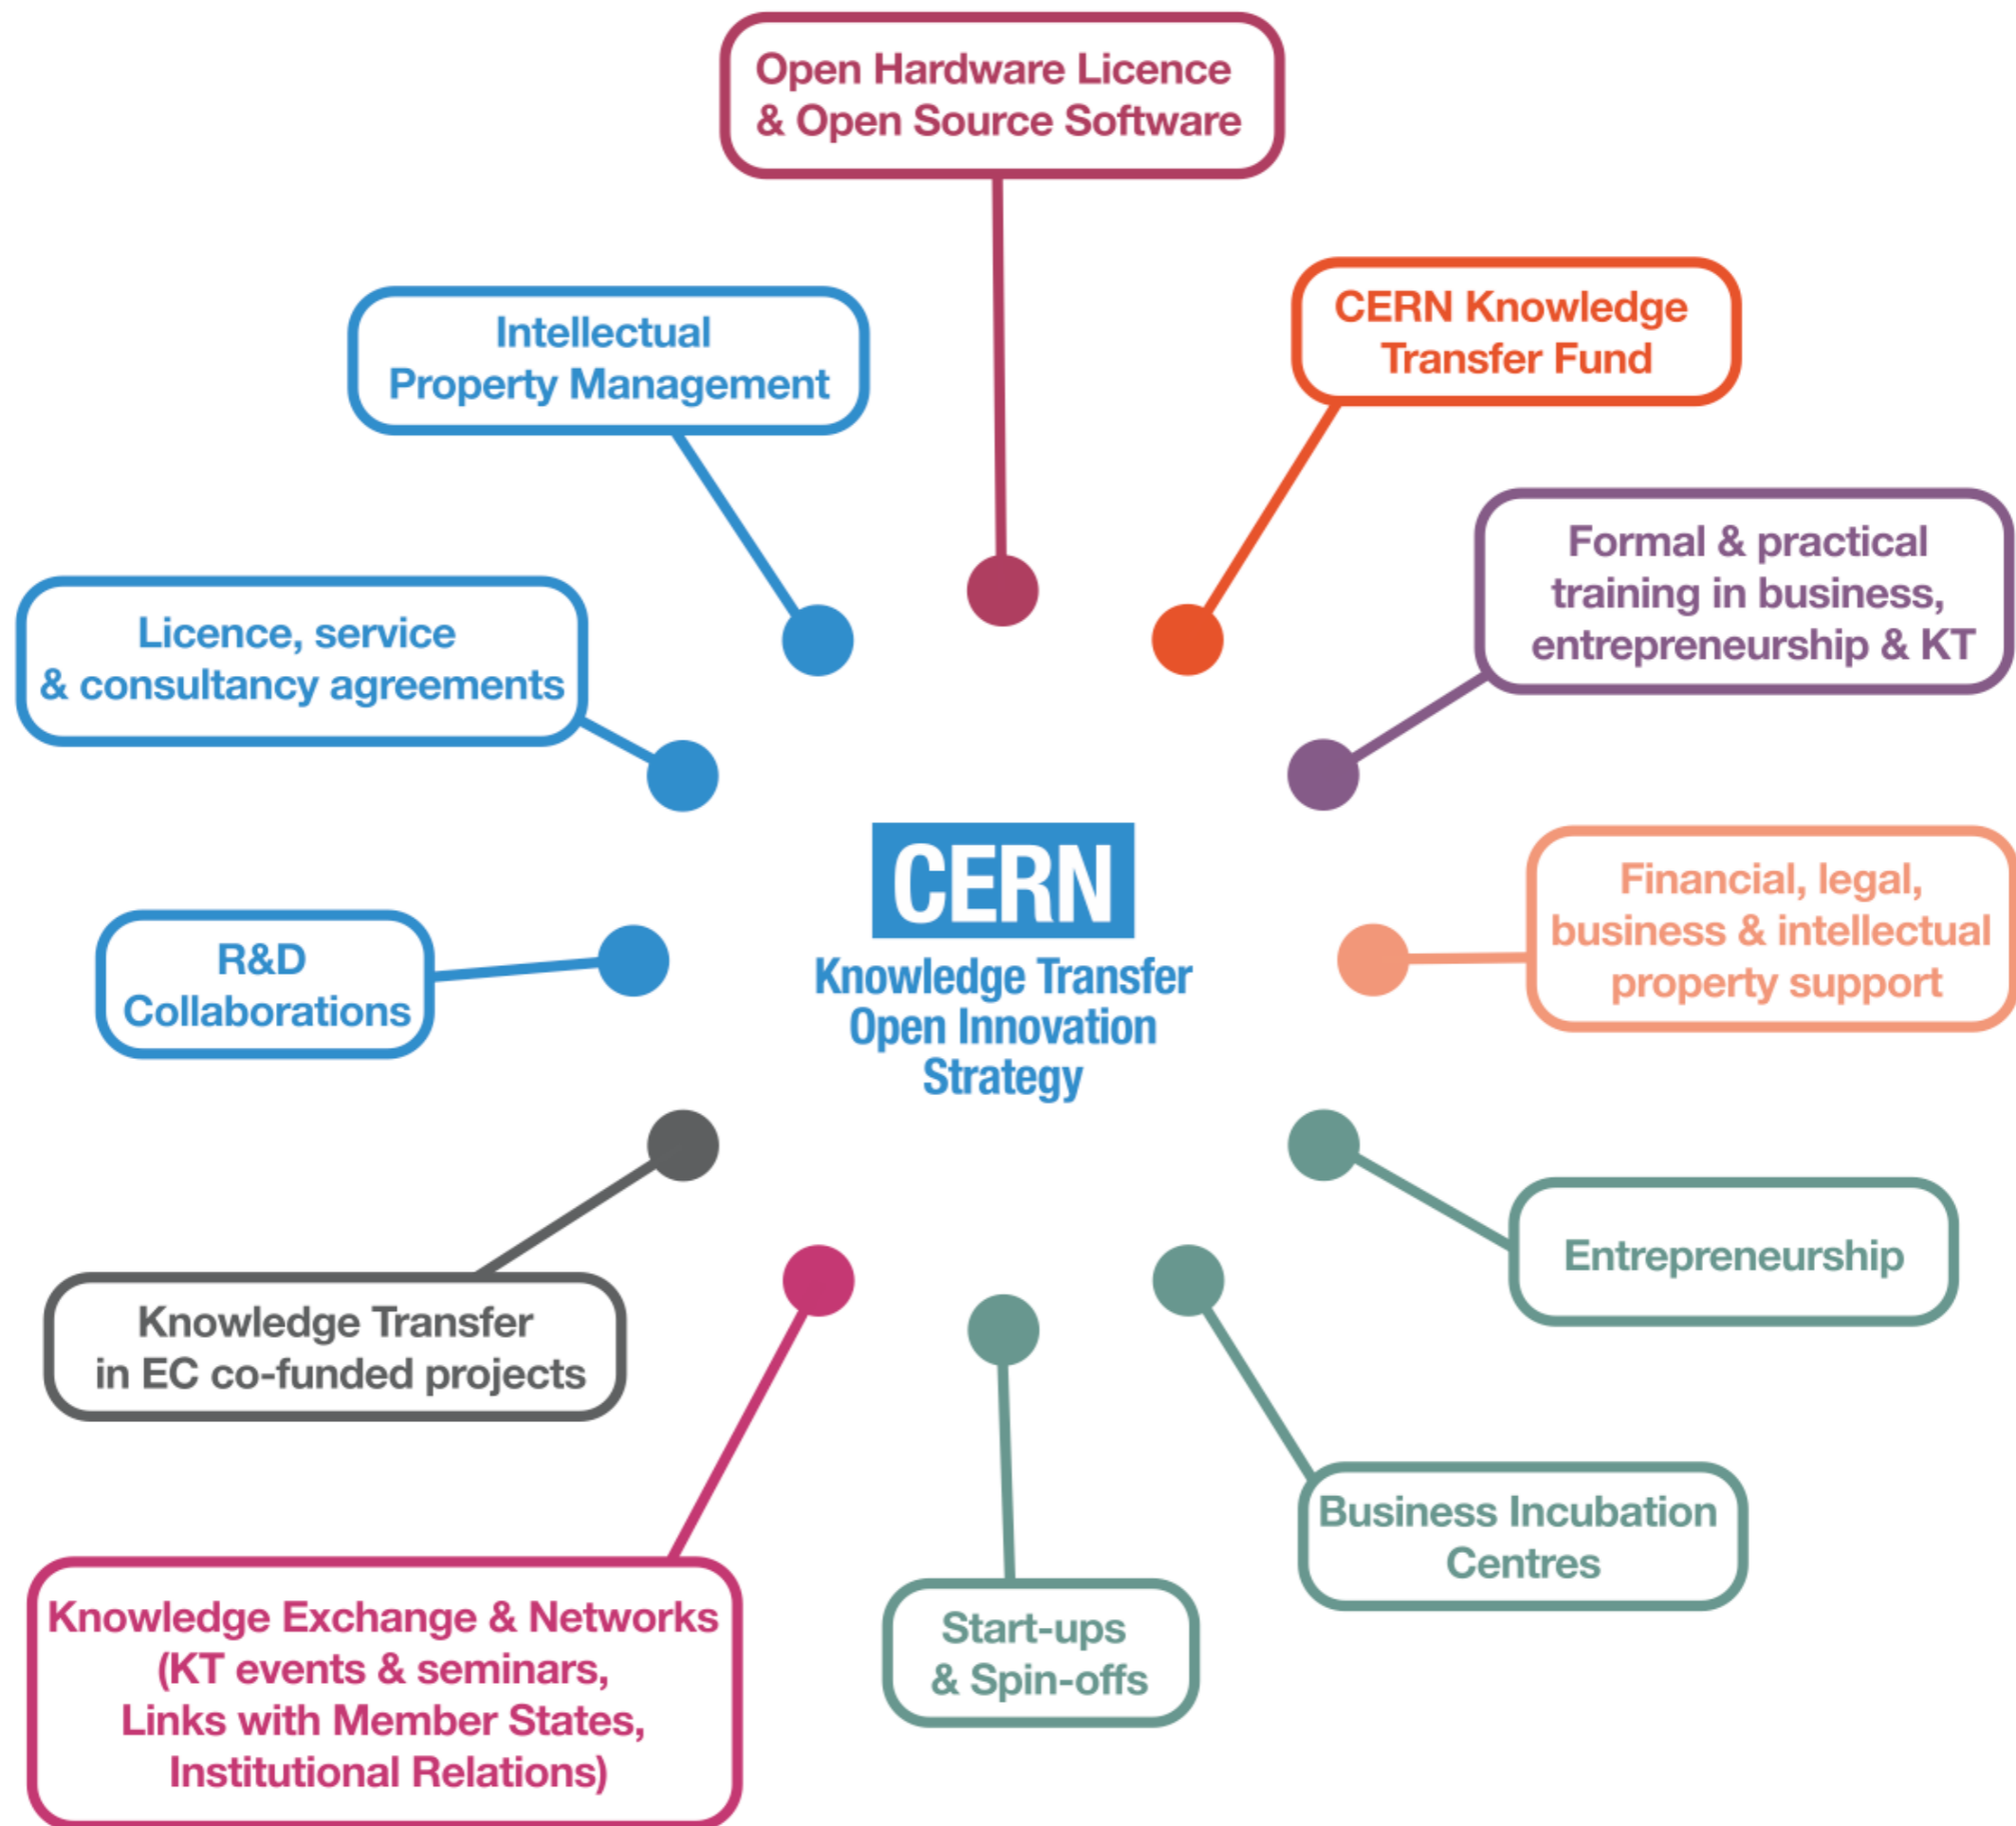 Open Hardware Licence
& Open Source Software
CERN Knowledge
Transfer Fund
Intellectual
Property Management
Formal & practical
training in business,
entrepreneurship & KT
Licence, service
& consultancy agreements
CERN
Knowledge Transfer
Open Innovation
Strategy
Financial, legal,
business & intellectual
property support
R&D
Collaborations
Entrepreneurship
Knowledge Transfer
in EC co-funded projects
Business Incubation
Centres
Start-ups
& Spin-offs
Knowledge Exchange & Networks
(KT events & seminars,
Links with Member States,
Institutional Relations)